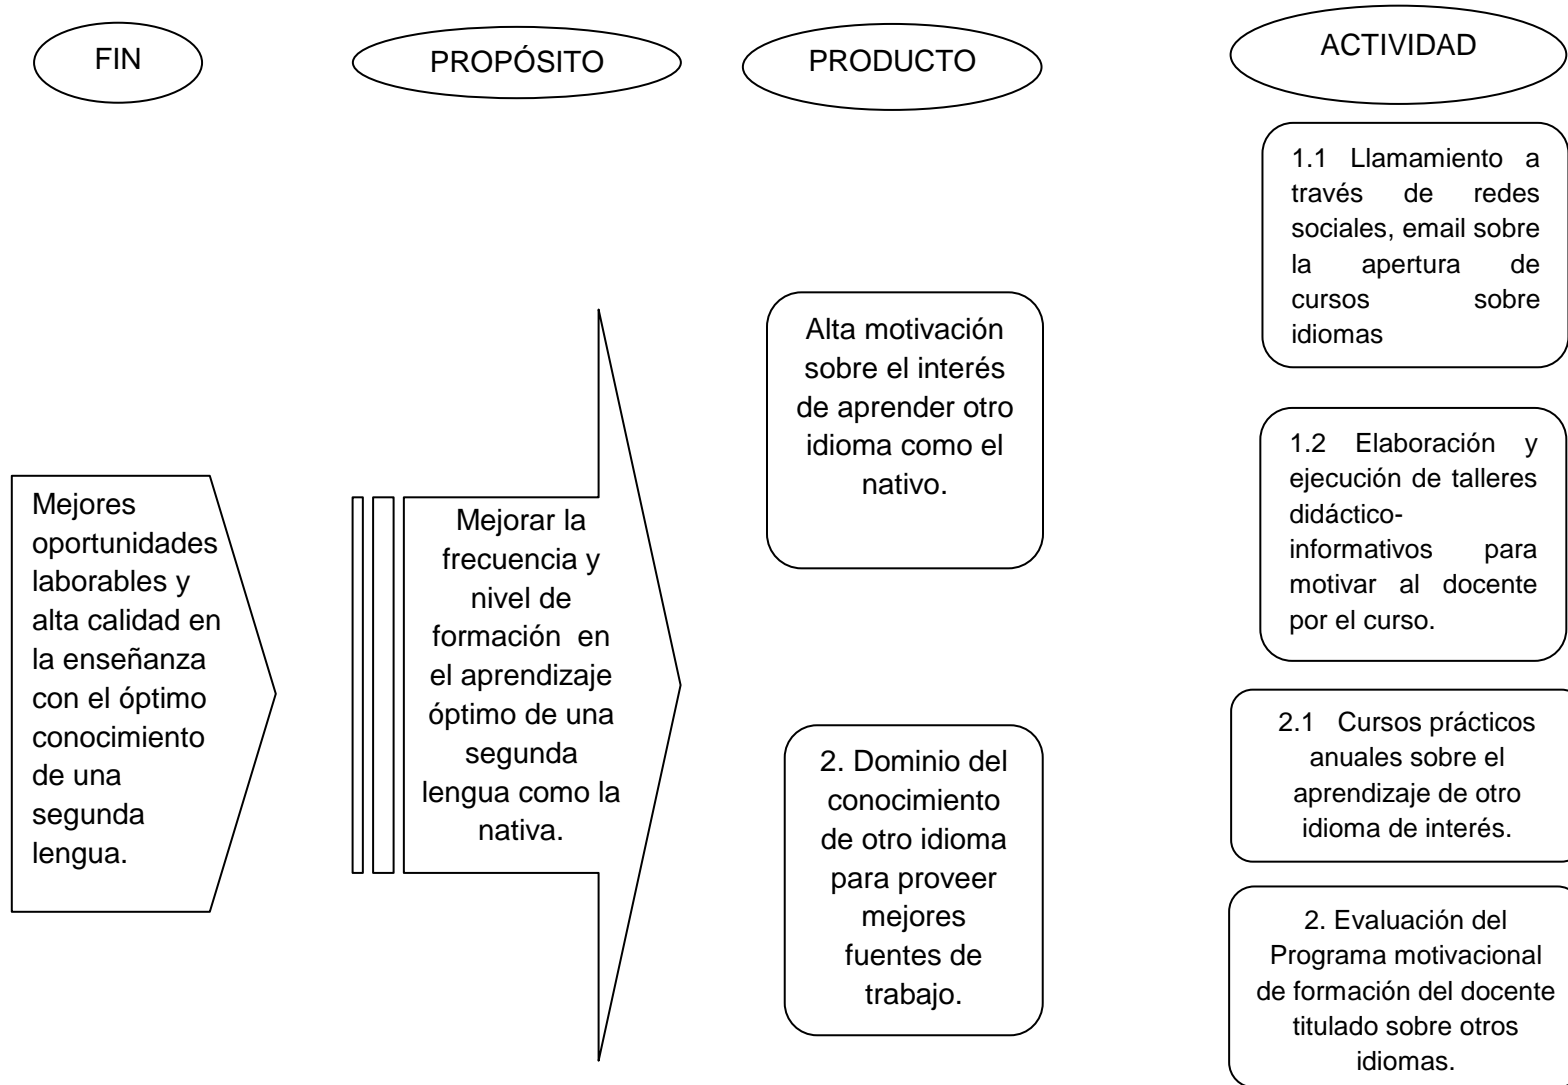 FIN
PROPÓSITO
PRODUCTO
ACTIVIDAD
Mejores
oportunidades
laborables y
alta calidad en
la enseñanza
con el óptimo
conocimiento
de una
segunda
lengua.
Mejorar la
frecuencia y
nivel de
formación en
el aprendizaje
óptimo de una
segunda
lengua como la
nativa.
Alta motivación
sobre el interés
de aprender otro
idioma como el
nativo.
2. Dominio del
conocimiento
de otro idioma
para proveer
mejores
fuentes de
trabajo.
1.1 Llamamiento a
través de redes
sociales, email sobre
la apertura de
cursos sobre
idiomas
1.2 Elaboración y
ejecución de talleres
didáctico-
informativos para
motivar al docente
por el curso.
2.1 Cursos prácticos
anuales sobre el
aprendizaje de otro
idioma de interés.
2. Evaluación del
Programa motivacional
de formación del docente
titulado sobre otros
idiomas.